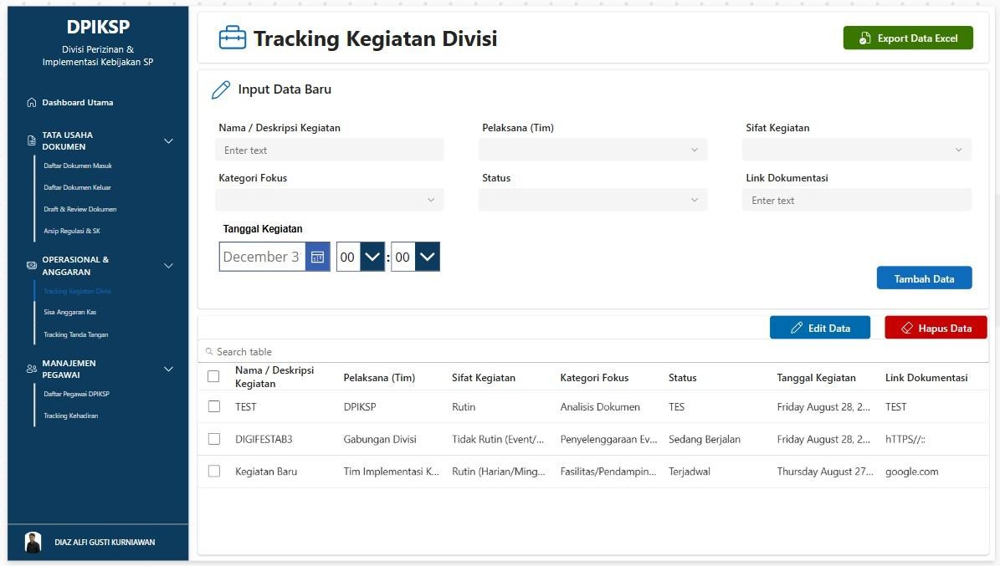 DPIKSP
Divisi Perizinan &
Implementasi Kebijakan SP
Dashboard Utama
TATA USAHA
DOKUMEN
Daftar Dokumen Masuk
Daftar Dokumen Keluar
Draft & Review Dokumen
Arsip Regulasi & SK
OPERASIONAL &
ANGGARAN
Tracking Kegiatan Divisi
Sisa Anggaran Kas
Tracking Tanda Tangan
MANAJEMEN
PEGAWAI
Daftar Pegawai DPIKSP
Tracking Kehadiran
DIAZ ALFI GUSTI KURNIAWAN
Tracking Kegiatan Divisi
Export Data Excel
Input Data Baru
Nama / Deskripsi Kegiatan Pelaksana (Tim) Sifat Kegiatan
Enter text
Kategori Fokus Status Link Dokumentasi
Enter text
Tanggal Kegiatan
December 3 00 : 00
Tambah Data
Edit Data Hapus Data
Search table
Nama / Deskripsi
Kegiatan Pelaksana (Tim) Sifat Kegiatan Kategori Fokus Status Tanggal Kegiatan Link Dokumentasi
TEST DPIKSP Rutin Analisis Dokumen TES Friday August 28, 2... TEST
DIGIFESTAB3 Gabungan Divisi Tidak Rutin (Event/... Penyelenggaraan Ev... Sedang Berjalan Friday August 28, 2... hTTPS//::
Kegiatan Baru Tim Implementasi K... Rutin (Harian/Ming... Fasilitas/Pendampin... Terjadwal Thursday August 27... google.com